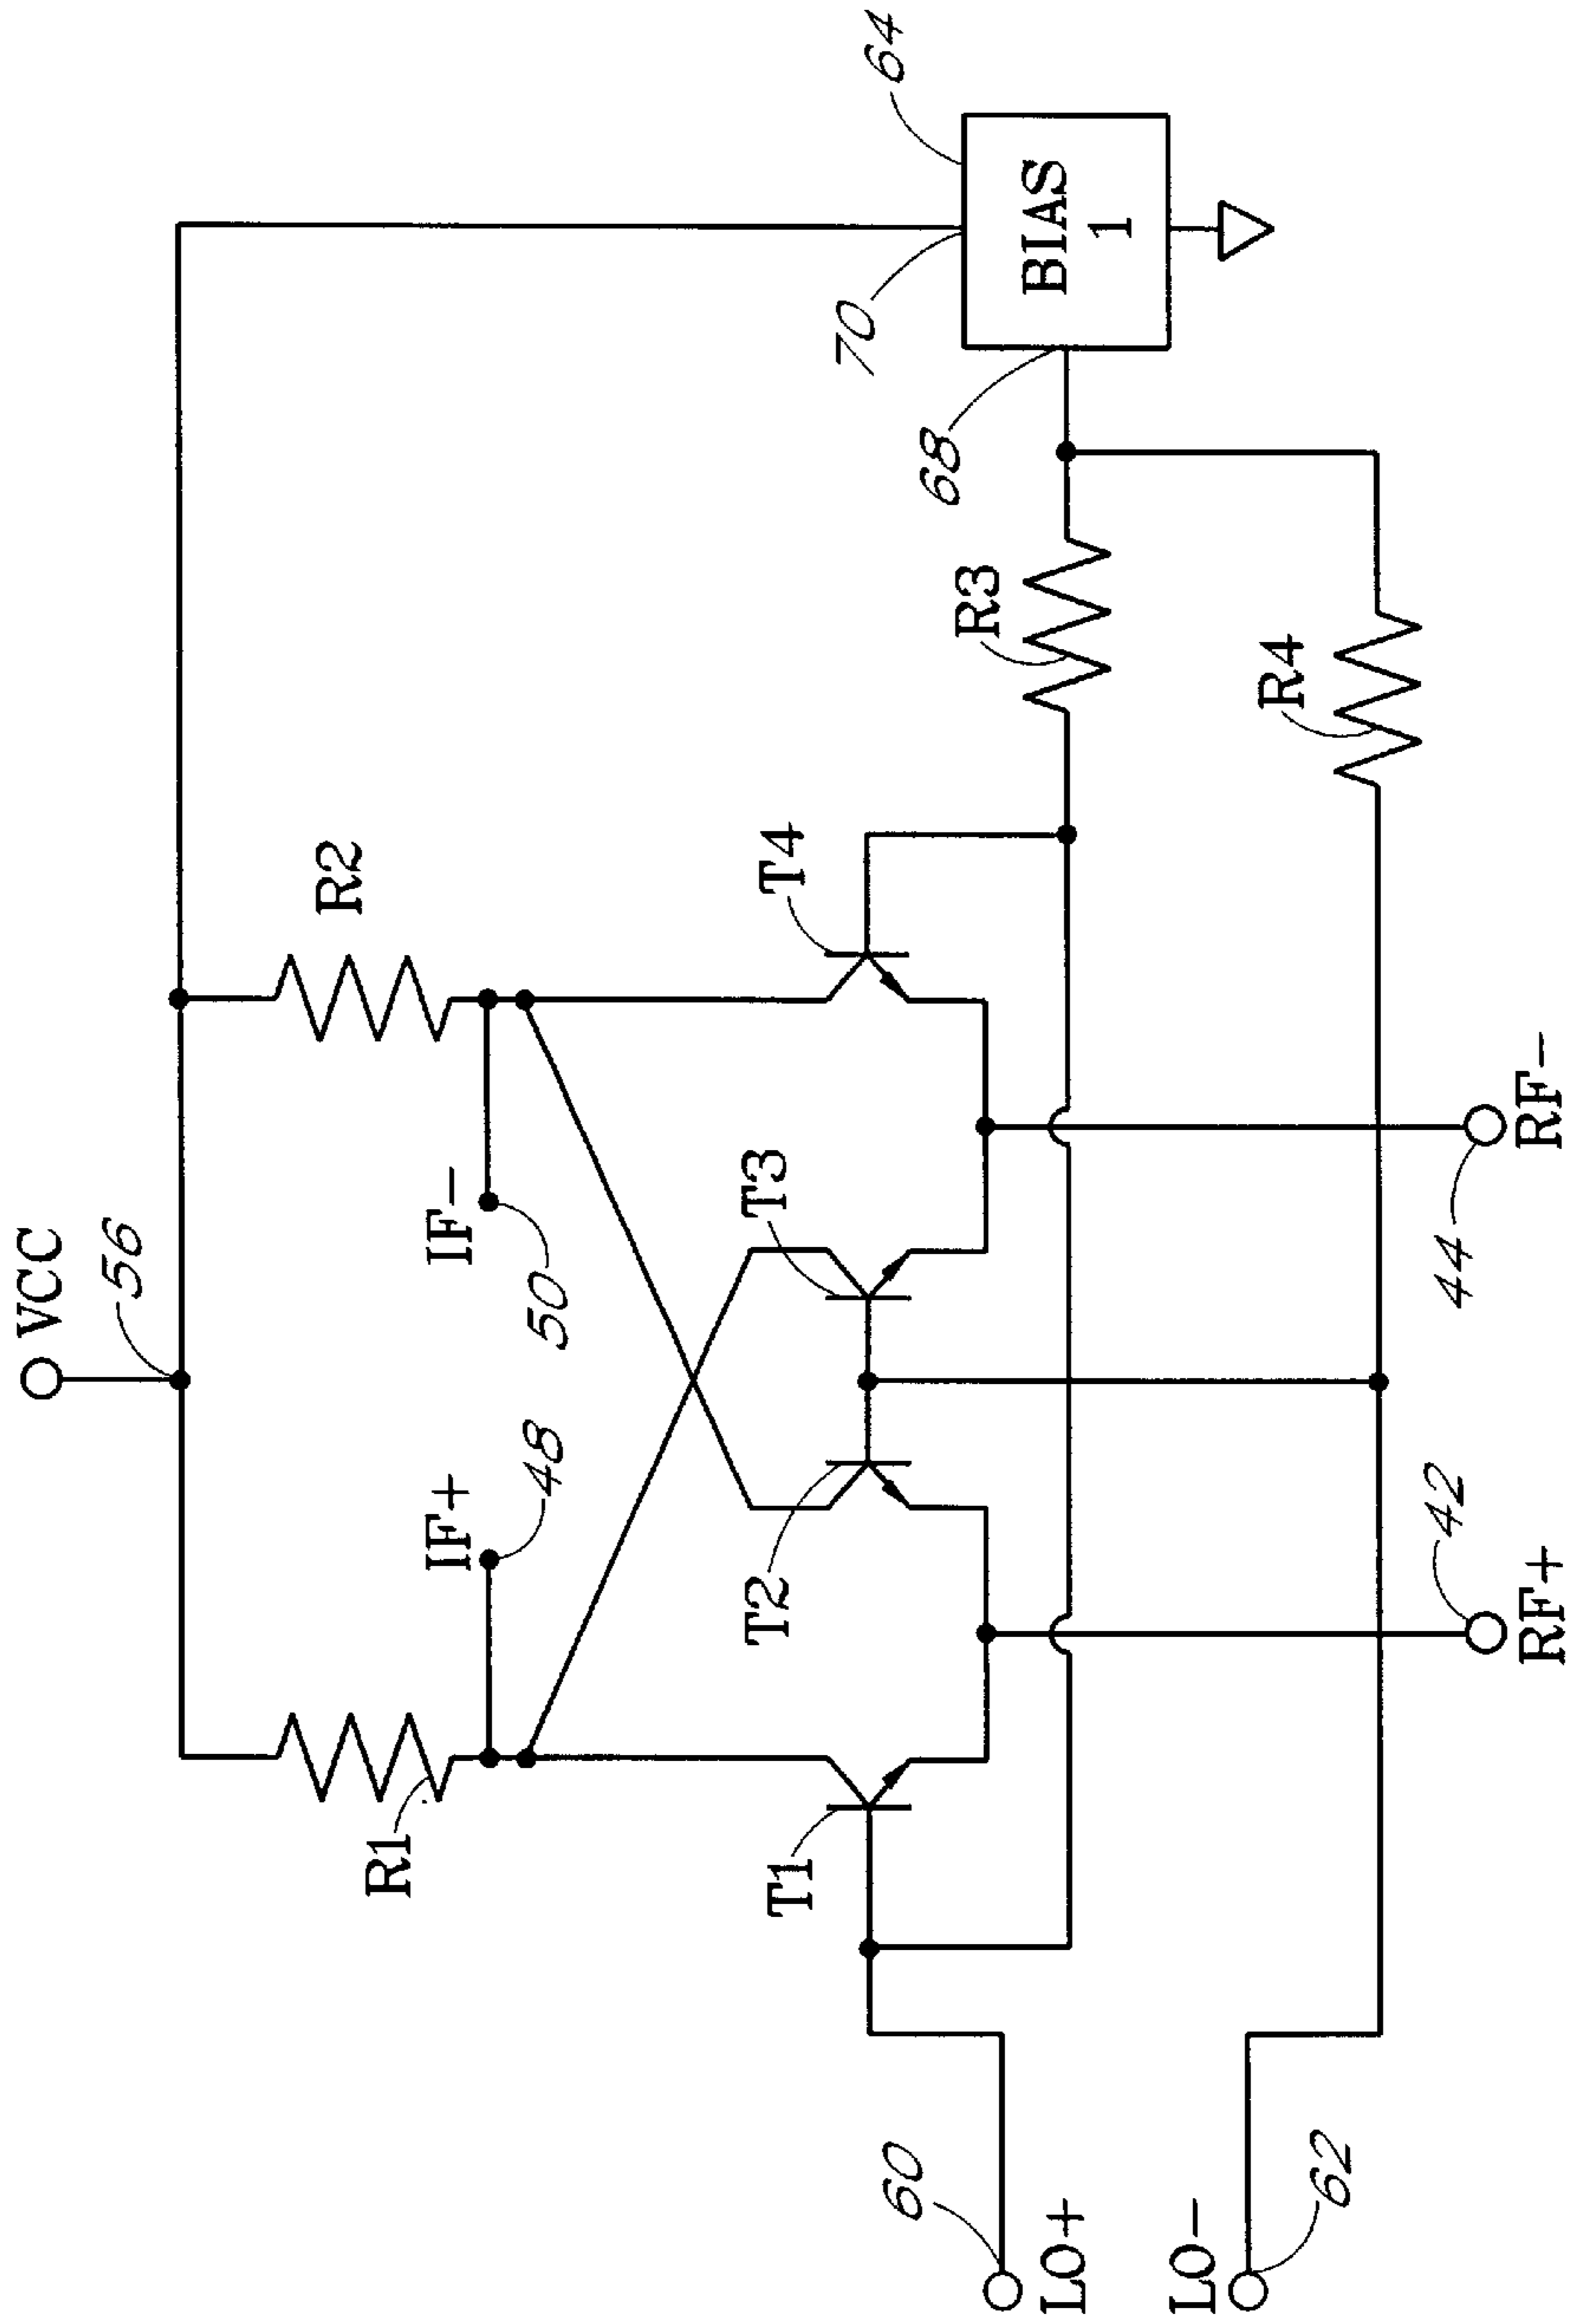 VCC
56
R1
R2
IF+
48
IF-
50
T1
T2
T3
T4
70
64
BIAS
1
68
R3
R4
60
LO+
LO-
62
42
RF+
44
RF-